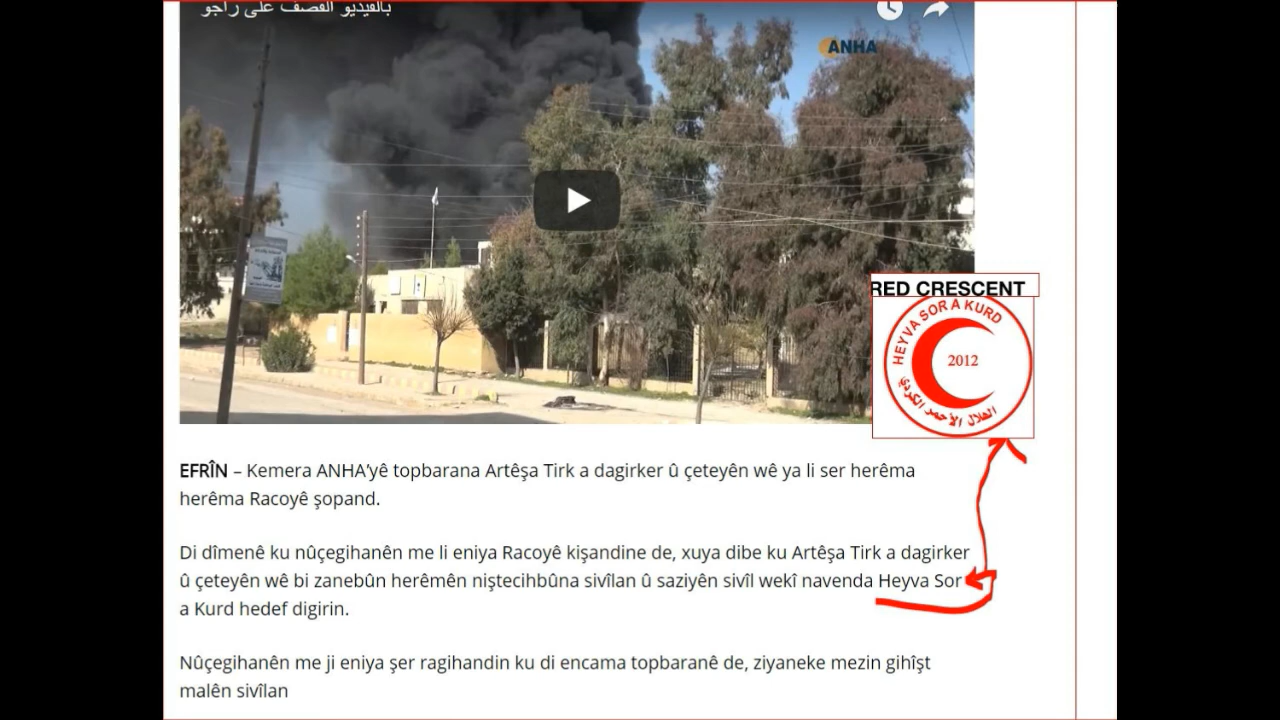 بالفيديو القصف على راجو
ANHA
RED CRESCENT
HEYVA SOR A KURD
2012
الهلال الأحمر الكردي
EFRÎN – Kemera ANHA'yê topbarana Artêşa Tirk a dagirker û çeteyên wê ya li ser herêma
herêma Racoyê şopand.
Di dîmenê ku nûçegihanên me li eniya Racoyê kişandine de, xuya dibe ku Artêşa Tirk a dagirker
û çeteyên wê bi zanebûn herêmên niştecihbûna sivîlan û saziyên sivîl wekî navenda Heyva Sor
a Kurd hedef digirin.
Nûçegihanên me ji eniya şer ragihandin ku di encama topbaranê de, ziyaneke mezin gihîşt
malên sivîlan